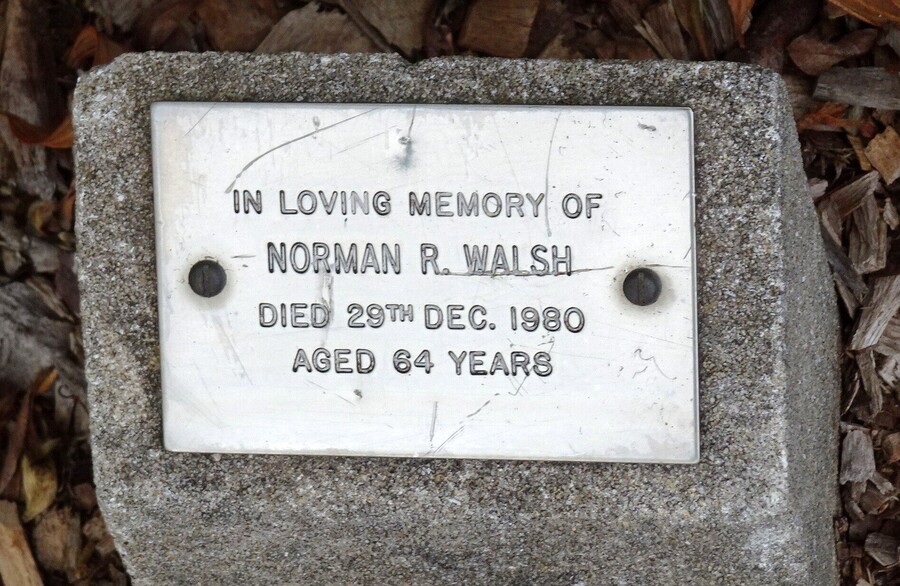 IN LOVING MEMORY OF
NORMAN R. WALSH
DIED 29TH DEC. 1980
AGED 64 YEARS